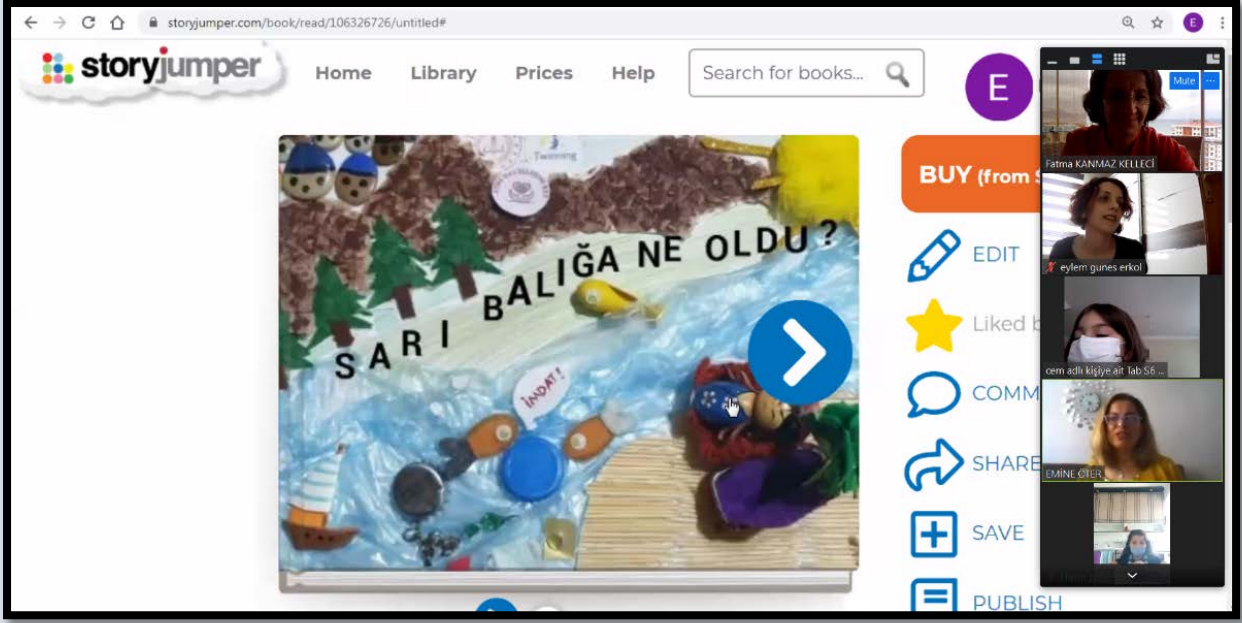 storyjumper.com/book/read/106326726/untitled#
E
storyjumper
Home Library Prices Help Search for books...
E
Mute
Fatma KANMAZ KELLECİ
Twinning
BUY (from
SARI BALIĞA NE OLDU?
eylem gunes erkol
EDIT
Liked
cem adlı kişiye ait Tab S6 ...
İMDAT!
COMM
SHARE
EMİNE ÖTER
SAVE
PUBLISH